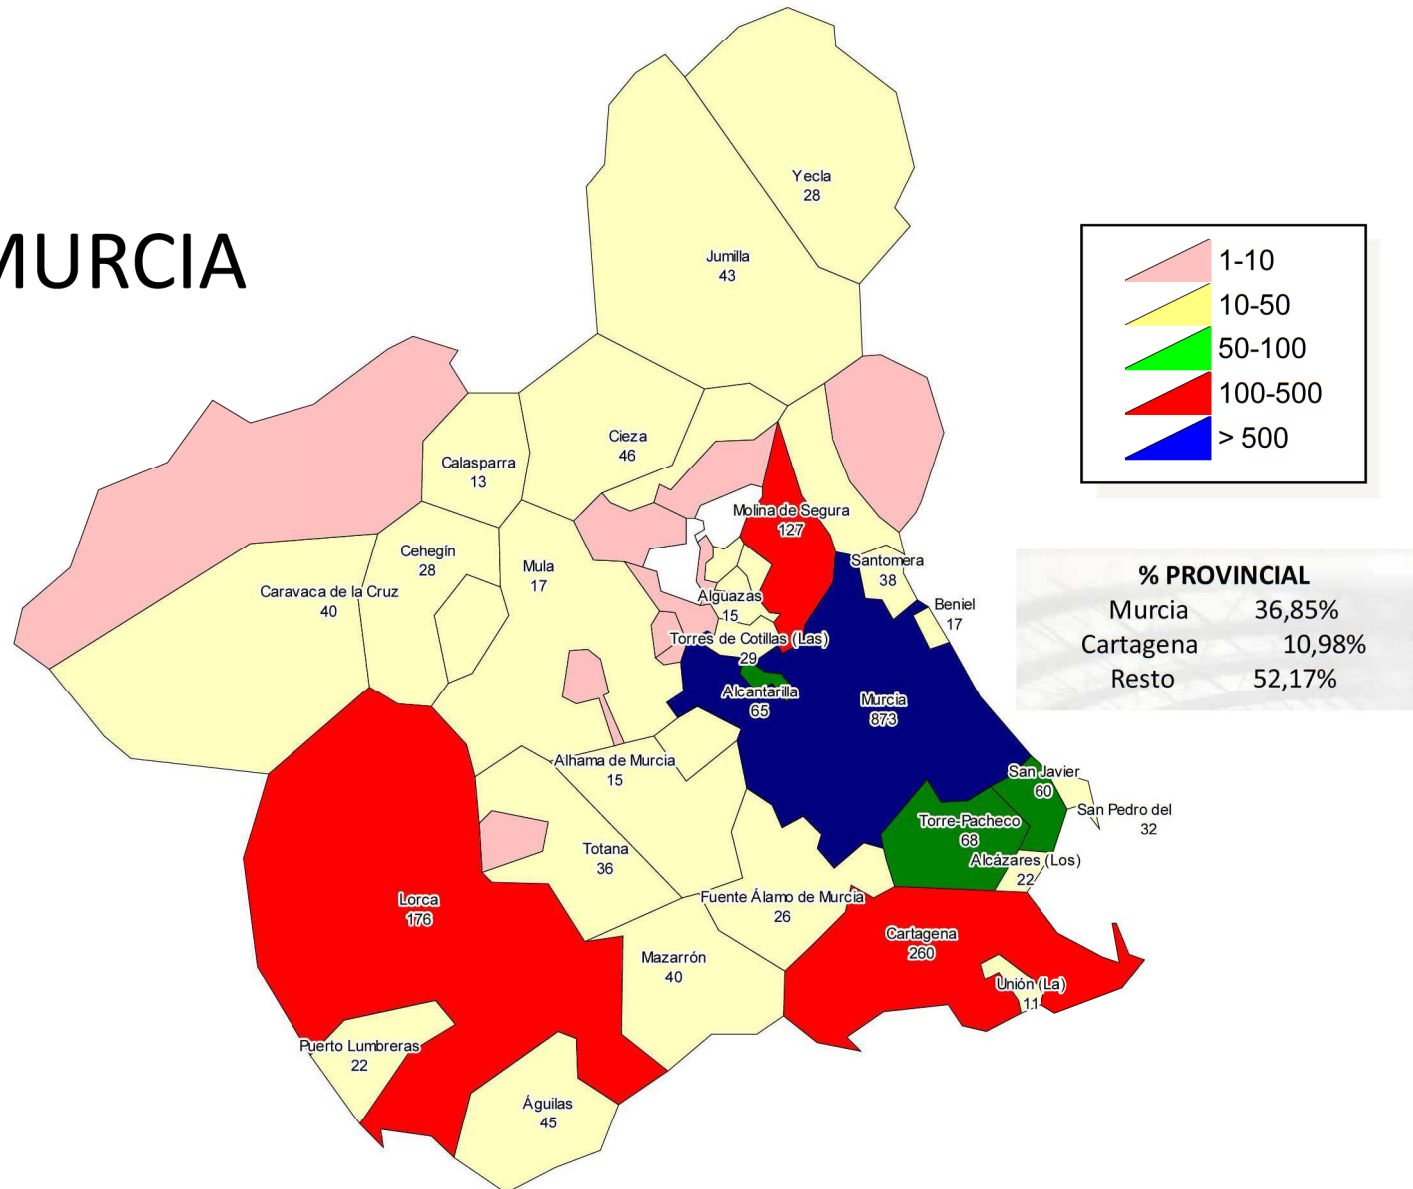 MURCIA
Yecla
28
Jumilla
43
1-10
10-50
50-100
100-500
> 500
Cieza
46
Calasparra
13
Molina de Segura
127
Cehegín
28
Mula
17
Santomera
38
Caravaca de la Cruz
40
Alguazas
15
Beniel
17
Torres de Cotillas (Las)
29
Alcantarilla
65
Murcia
873
% PROVINCIAL
Murcia 36,85%
Cartagena 10,98%
Resto 52,17%
Alhama de Murcia
15
San Javier
60
San Pedro del
32
Torre-Pacheco
68
Alcázares (Los)
22
Totana
36
Lorca
176
Fuente Álamo de Murcia
26
Cartagena
260
Mazarrón
40
Unión (La)
11
Puerto Lumbreras
22
Águilas
45